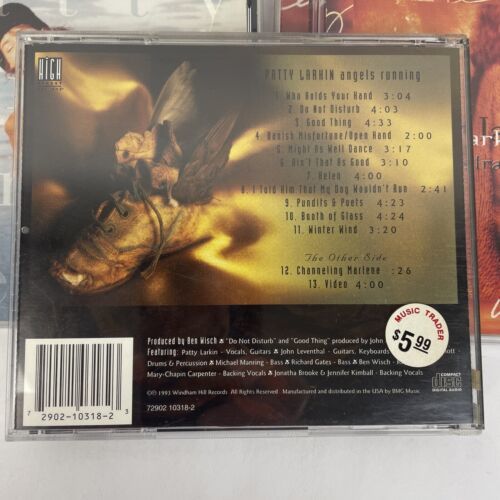 HIGH
PATTY LARKIN angels running
1. Who Holds Your Hand 3:04
2. Do Not Disturb 4:03
3. Good Thing 4:33
4. Banish Misfortune/Open Hand 2:00
5. Might As Well Dance 3:17
6. Ain't That As Good 3:10
7. Helen 4:00
8. I Told Him That My Dog Wouldn't Run 2:41
9. Pundits & Poets 4:23
10. Booth of Glass 4:24
11. Winter Wind 3:20
The Other Side
12. Channeling Marlene :26
13. Video 4:00
MUSIC TRADER
$5.99
Produced by Ben Wisch • "Do Not Disturb" and "Good Thing" produced by John
Featuring: Patty Larkin - Vocals, Guitars • John Leventhal - Guitars, Keyboards
Drums & Percussion • Michael Manring - Bass • Richard Gates - Bass • Ben Wisch -
Mary-Chapin Carpenter - Backing Vocals • Jonatha Brooke & Jennifer Kimball - Backing Vocals
©1993 Windham Hill Records. All Rights Reserved. Manufactured and distributed in the USA by BMG Music
72902 10318-2
7 2902-10318-2 3
COMPACT
disc
DIGITAL AUDIO